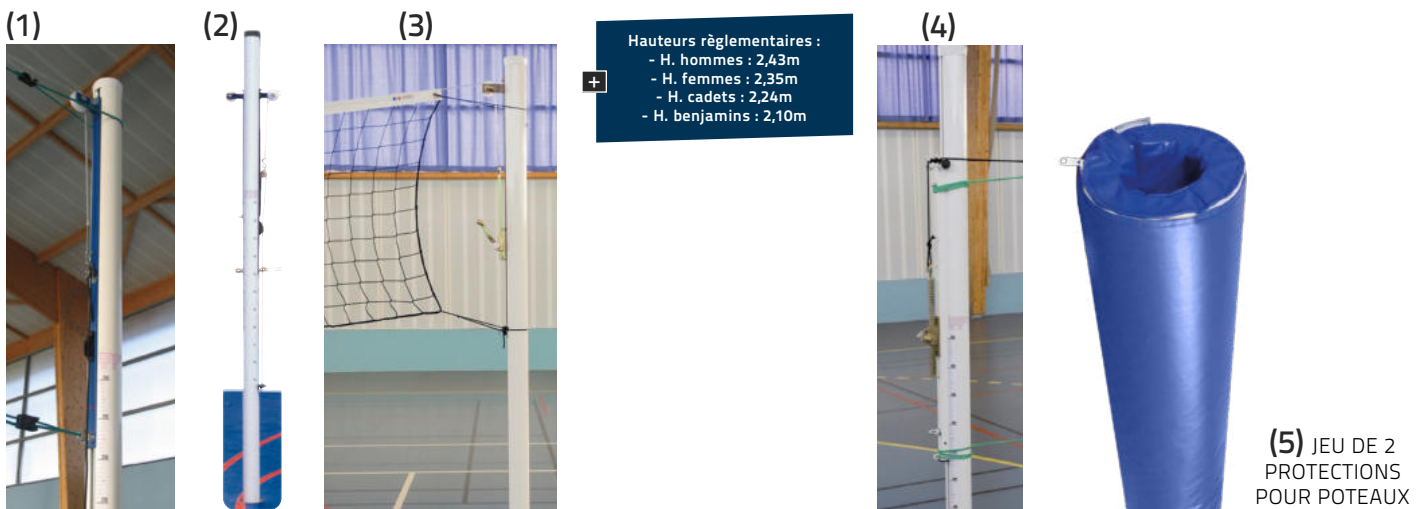 (1)
(2)
(3)
+
Hauteurs règlementaires :
- H. hommes : 2,43m
- H. femmes : 2,35m
- H. cadets : 2,24m
- H. benjamins : 2,10m
(4)
(5) JEU DE 2
PROTECTIONS
POUR POTEAUX